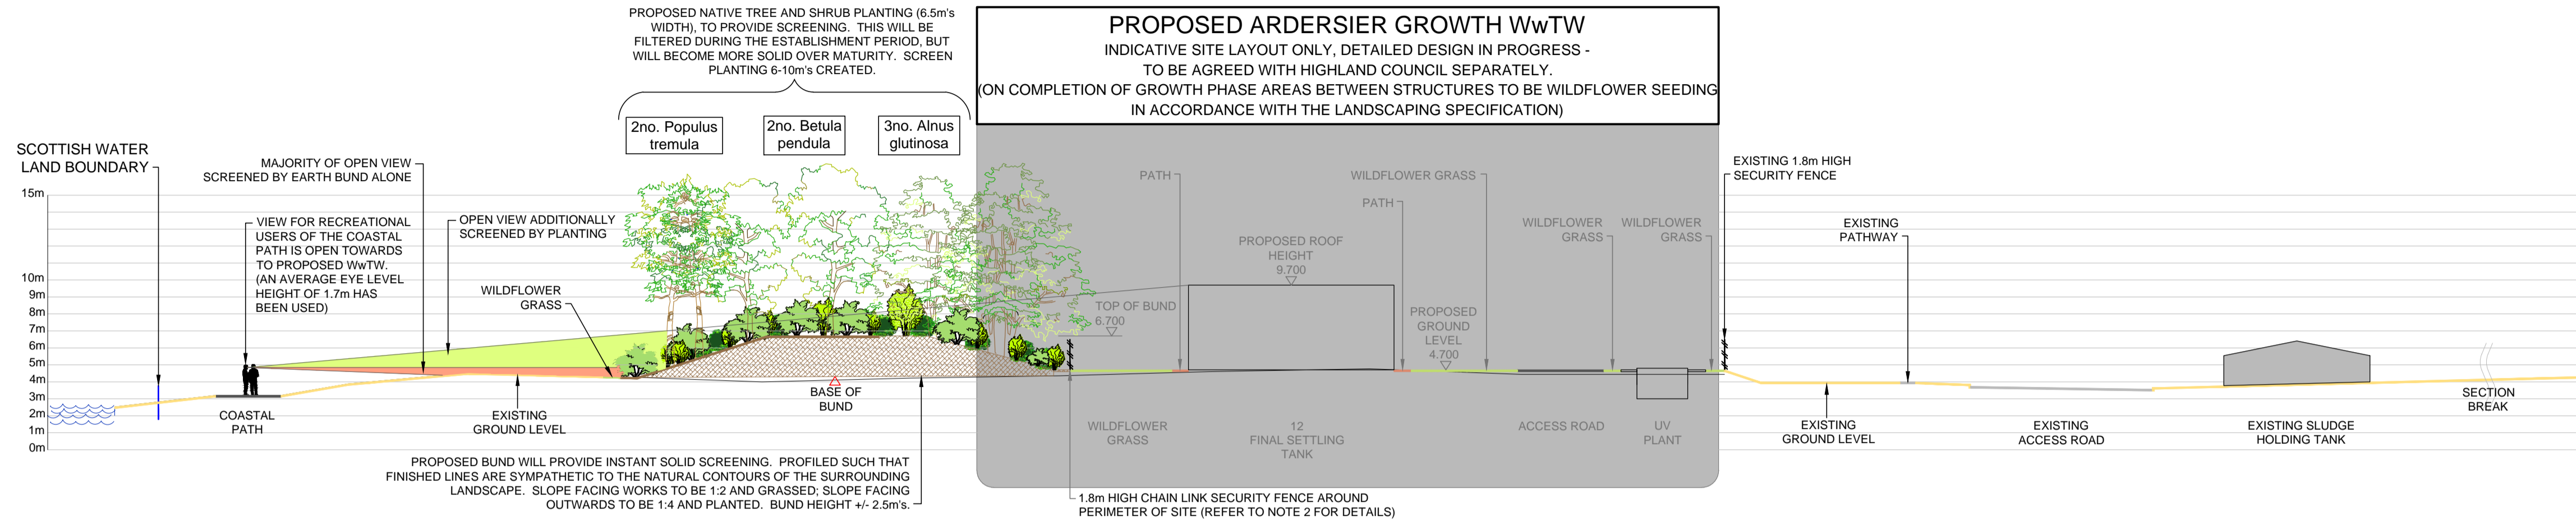 PROPOSED NATIVE TREE AND SHRUB PLANTING (6.5m's
WIDTH), TO PROVIDE SCREENING. THIS WILL BE
FILTERED DURING THE ESTABLISHMENT PERIOD, BUT
WILL BECOME MORE SOLID OVER MATURITY. SCREEN
PLANTING 6-10m's CREATED.
PROPOSED ARDERSIER GROWTH WwTW
INDICATIVE SITE LAYOUT ONLY, DETAILED DESIGN IN PROGRESS -
TO BE AGREED WITH HIGHLAND COUNCIL SEPARATELY.
(ON COMPLETION OF GROWTH PHASE AREAS BETWEEN STRUCTURES TO BE WILDFLOWER SEEDING
IN ACCORDANCE WITH THE LANDSCAPING SPECIFICATION)
2no. Populus
tremula
2no. Betula
pendula
3no. Alnus
glutinosa
SCOTTISH WATER
LAND BOUNDARY
MAJORITY OF OPEN VIEW
SCREENED BY EARTH BUND ALONE
VIEW FOR RECREATIONAL
USERS OF THE COASTAL
PATH IS OPEN TOWARDS
TO PROPOSED WwTW.
(AN AVERAGE EYE LEVEL
HEIGHT OF 1.7m HAS
BEEN USED)
OPEN VIEW ADDITIONALLY
SCREENED BY PLANTING
WILDFLOWER
GRASS
15m
10m
9m
8m
7m
6m
5m
4m
3m
2m
1m
0m
COASTAL
PATH
EXISTING
GROUND LEVEL
BASE OF
BUND
PROPOSED BUND WILL PROVIDE INSTANT SOLID SCREENING. PROFILED SUCH THAT
FINISHED LINES ARE SYMPATHETIC TO THE NATURAL CONTOURS OF THE SURROUNDING
LANDSCAPE. SLOPE FACING WORKS TO BE 1:2 AND GRASSED; SLOPE FACING
OUTWARDS TO BE 1:4 AND PLANTED. BUND HEIGHT +/- 2.5m's.
PATH
WILDFLOWER GRASS
PATH
PROPOSED ROOF
HEIGHT
9.700
TOP OF BUND
6.700
PROPOSED
GROUND
LEVEL
4.700
WILDFLOWER
GRASS
WILDFLOWER
GRASS
WILDFLOWER
GRASS
12
FINAL SETTLING
TANK
ACCESS ROAD
UV
PLANT
1.8m HIGH CHAIN LINK SECURITY FENCE AROUND
PERIMETER OF SITE (REFER TO NOTE 2 FOR DETAILS)
EXISTING 1.8m HIGH
SECURITY FENCE
EXISTING
PATHWAY
EXISTING
GROUND LEVEL
EXISTING
ACCESS ROAD
EXISTING SLUDGE
HOLDING TANK
SECTION
BREAK